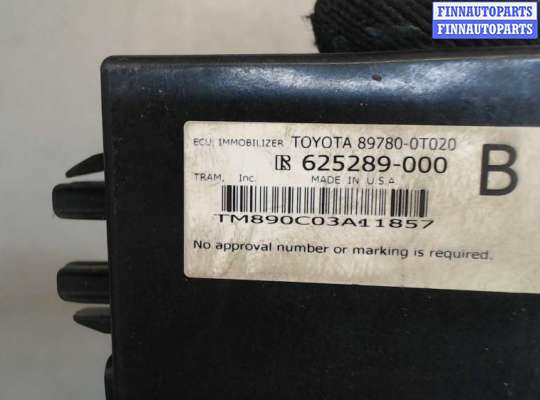 FINNAUTOPARTS
FINNAUTOPARTS
ECU, IMMOBILIZER TOYOTA 89780-0T020
625289-000 B
TRAM, Inc. MADE IN U.S.A
TM890C03A11857
No approval number or marking is required.